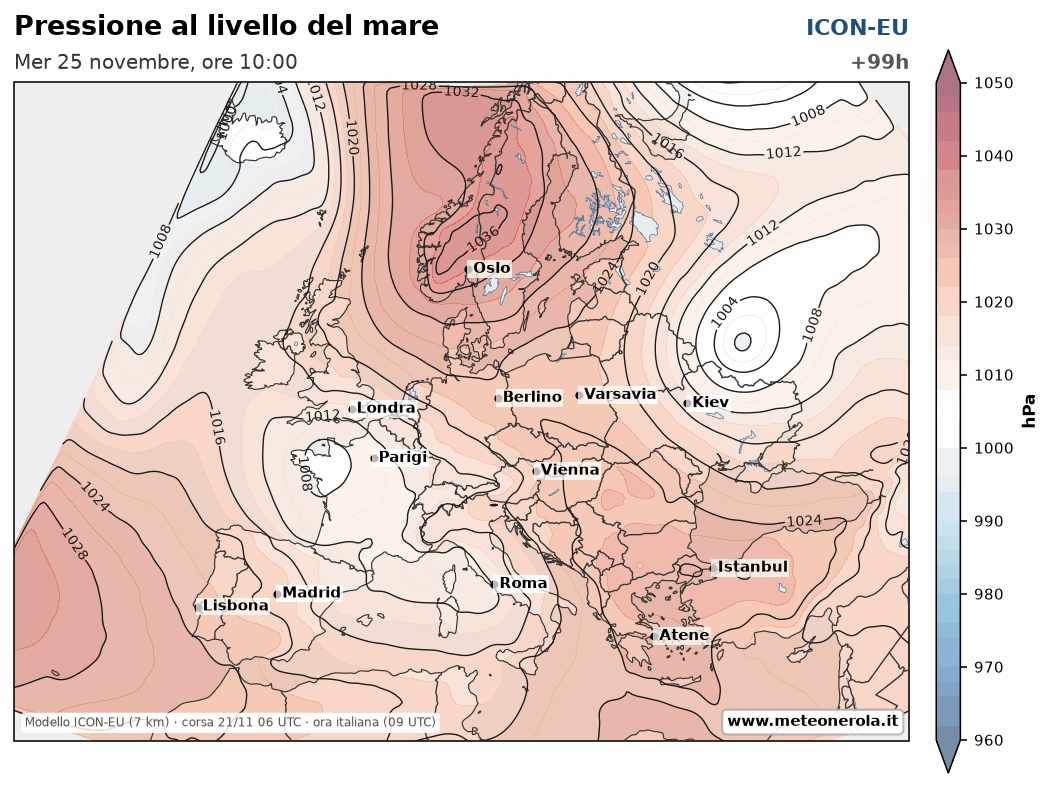 Pressione al livello del mare
ICON-EU
Mer 25 novembre, ore 10:00
+99h
1028
1032
1012
1020
1008
1016
1012
1012
1008
1036
Oslo
1024
1020
1004
1008
Berlino
Varsavia
Kiev
1012
Londra
1016
Parigi
1008
Vienna
1024
1028
1024
Istanbul
Roma
Madrid
Lisbona
Atene
Modello ICON-EU (7 km) · corsa 21/11 06 UTC · ora italiana (09 UTC)
www.meteonerola.it
1050
1040
1030
1020
1010
1000
990
980
970
960
hPa